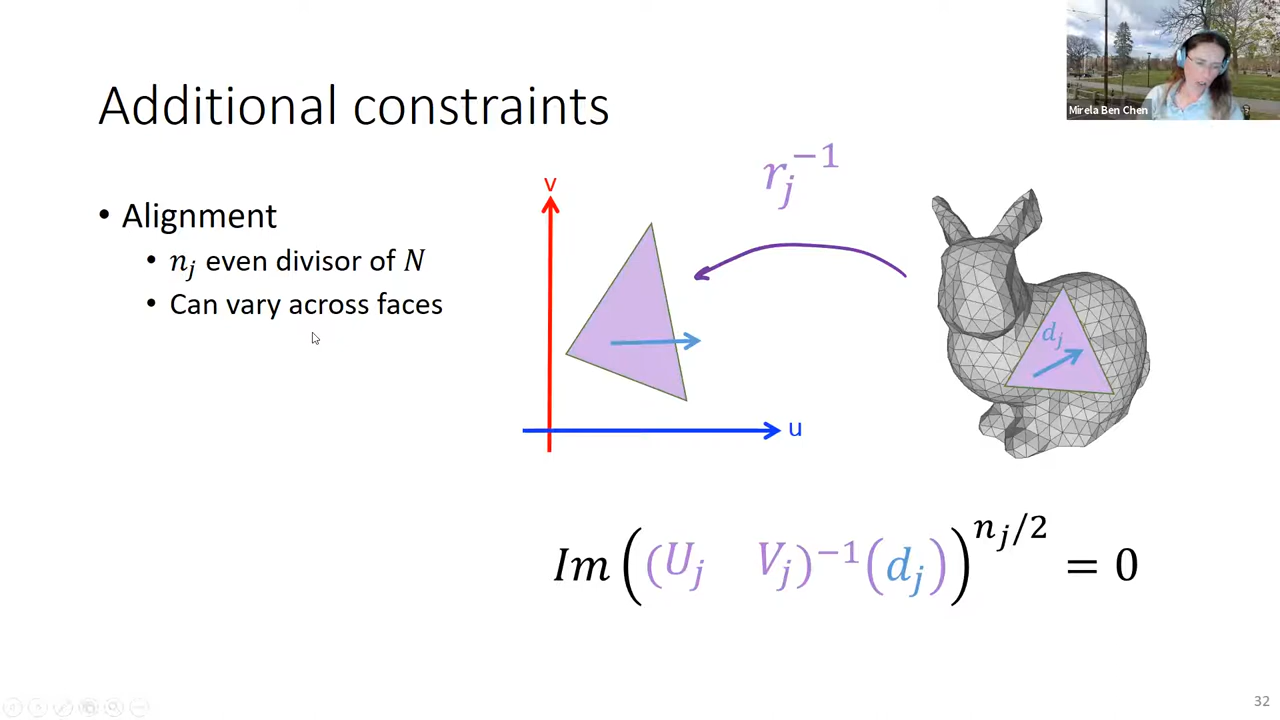 Additional constraints
• Alignment
• n_j even divisor of N
• Can vary across faces
v
u
r_j^{-1}
d_j
Im((U_j V_j)^{-1}(d_j))^{n_j/2} = 0
Mirela Ben Chen
32